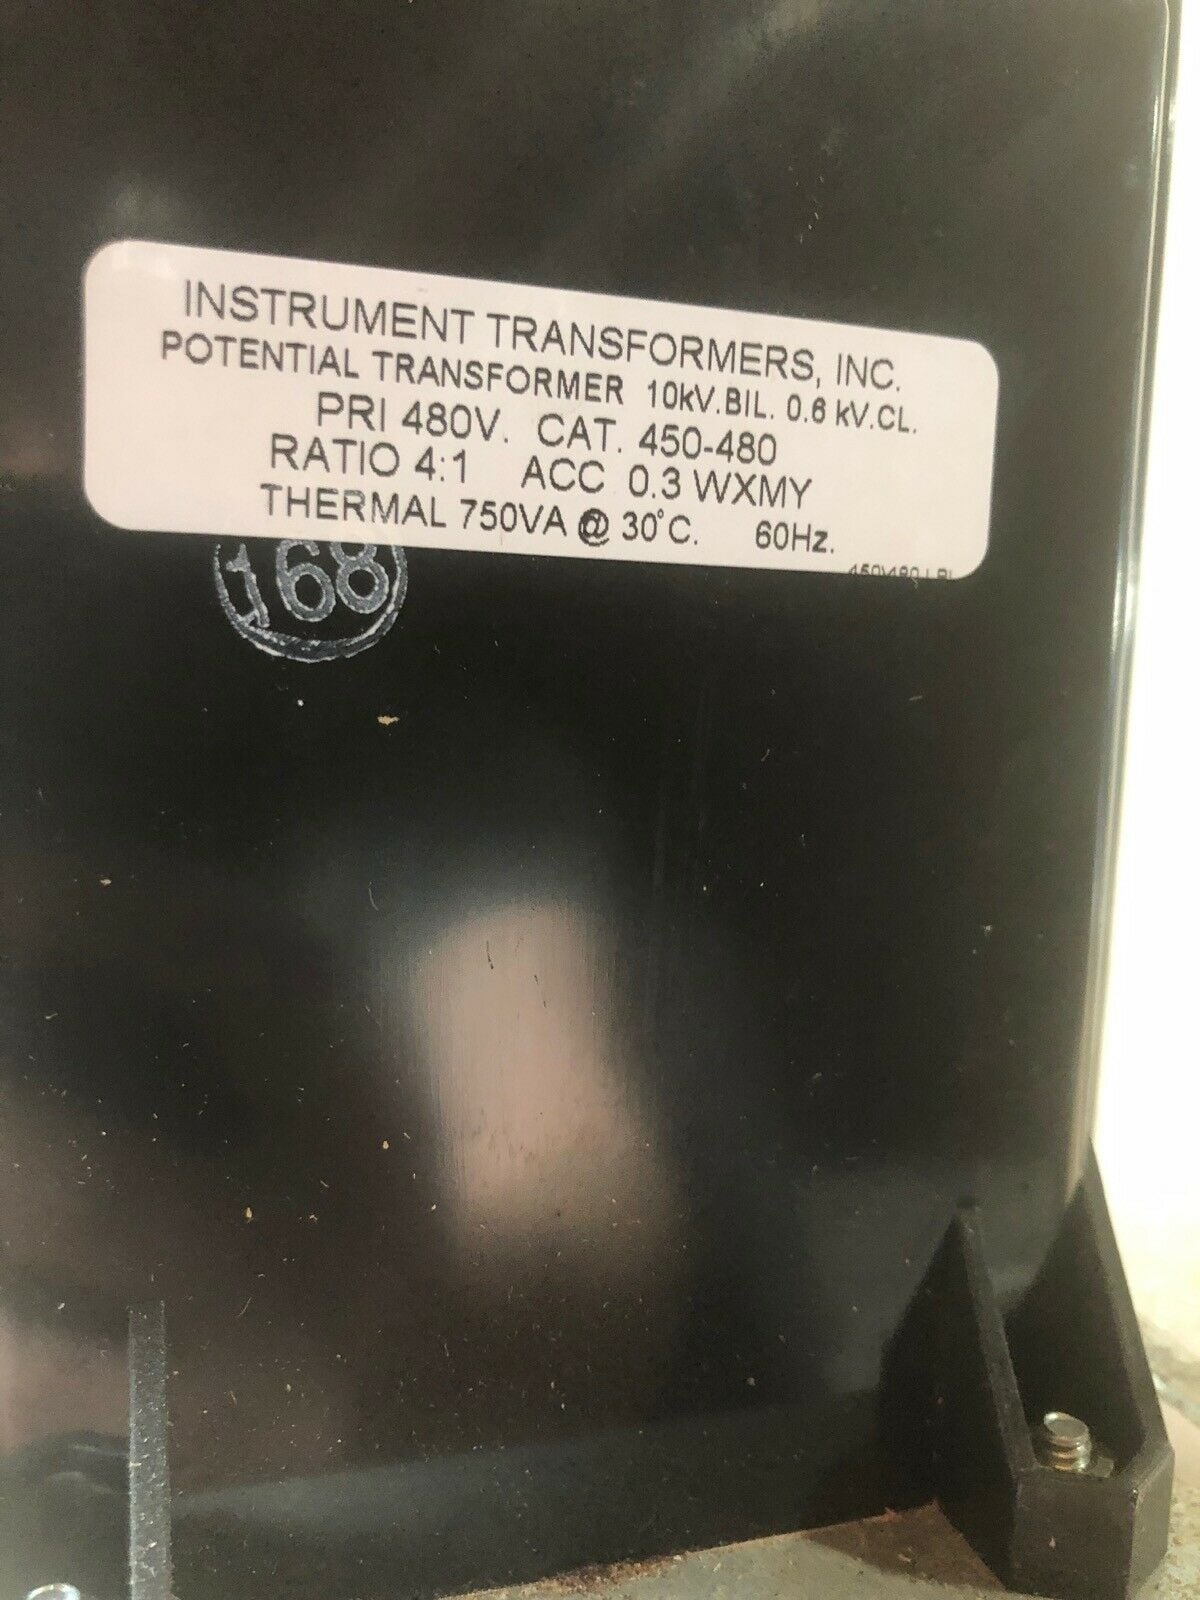 INSTRUMENT TRANSFORMERS, INC.
POTENTIAL TRANSFORMER 10kV.BIL. 0.6 kV.CL.
PRI 480V. CAT. 450-480
RATIO 4:1 ACC 0.3 WXMY
THERMAL 750VA @ 30°C. 60Hz.
168